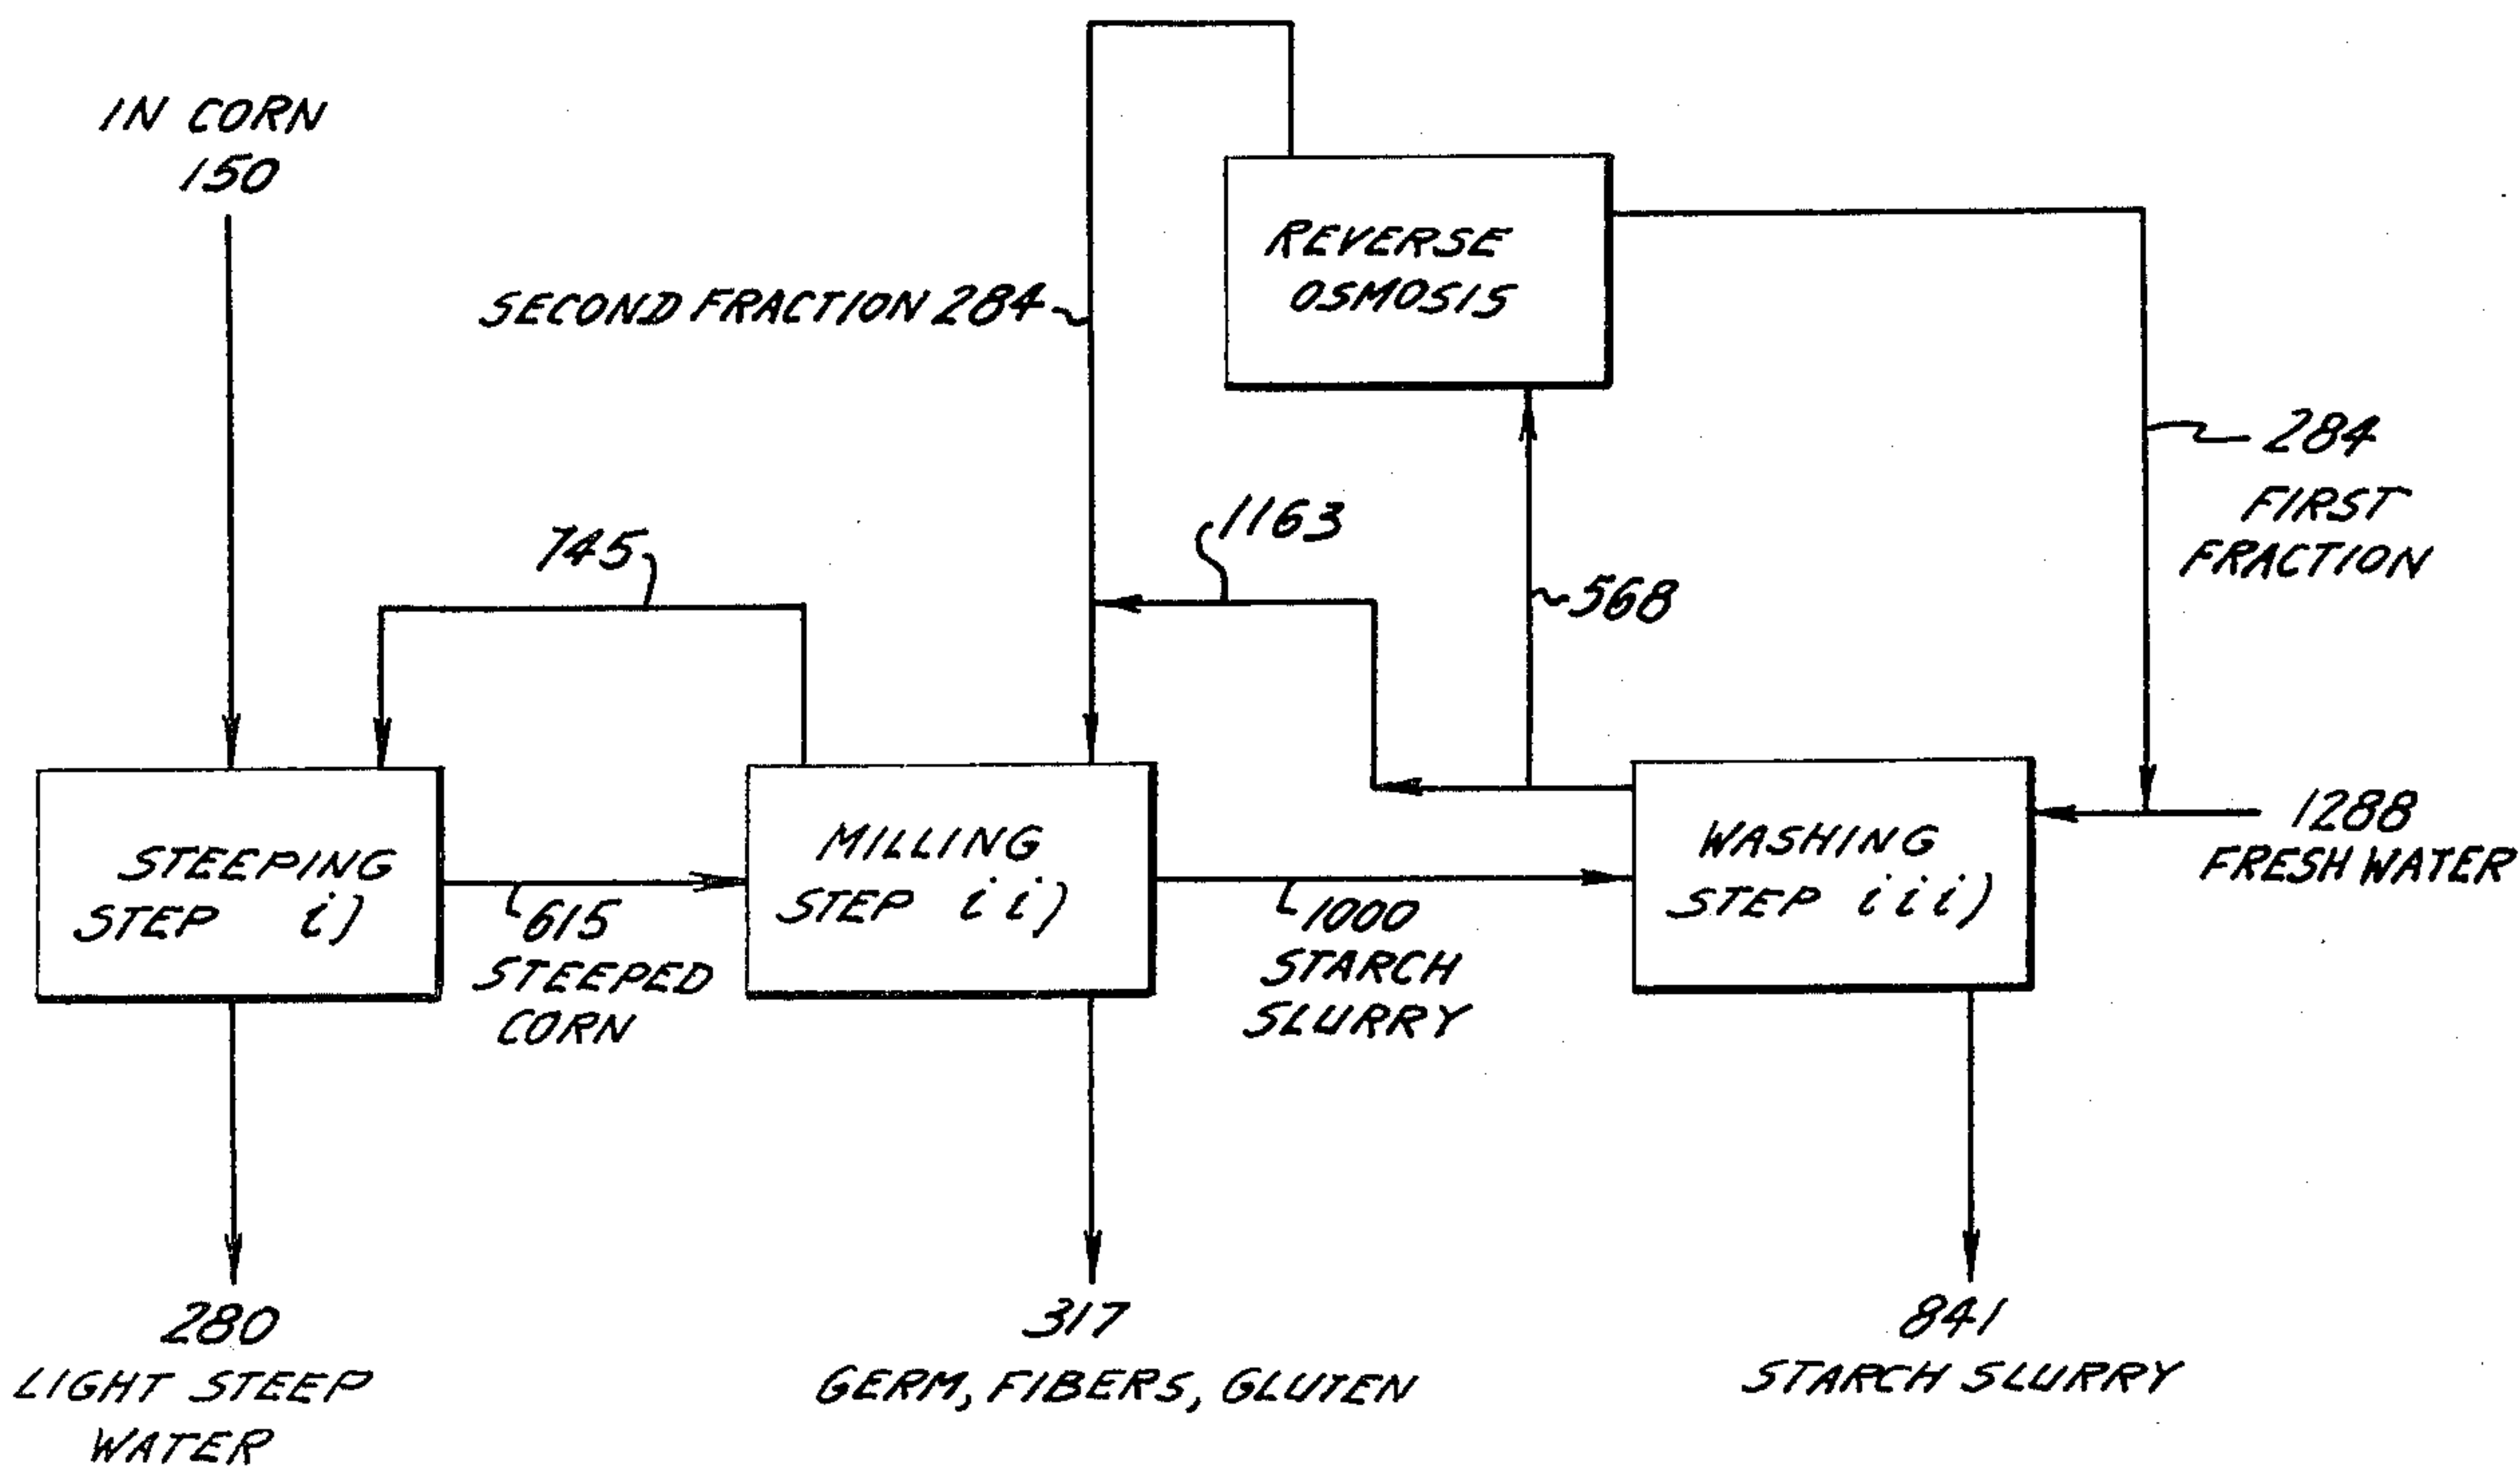 IN CORN
150
REVERSE
OSMOSIS
SECOND FRACTION 284
284
FIRST
FRACTION
745
1163
568
1288
FRESH WATER
STEEPING
STEP i)
615
STEEPED
CORN
MILLING
STEP ii)
1000
STARCH
SLURRY
WASHING
STEP iii)
280
LIGHT STEEP
WATER
317
GERM, FIBERS, GLUTEN
841
STARCH SLURRY